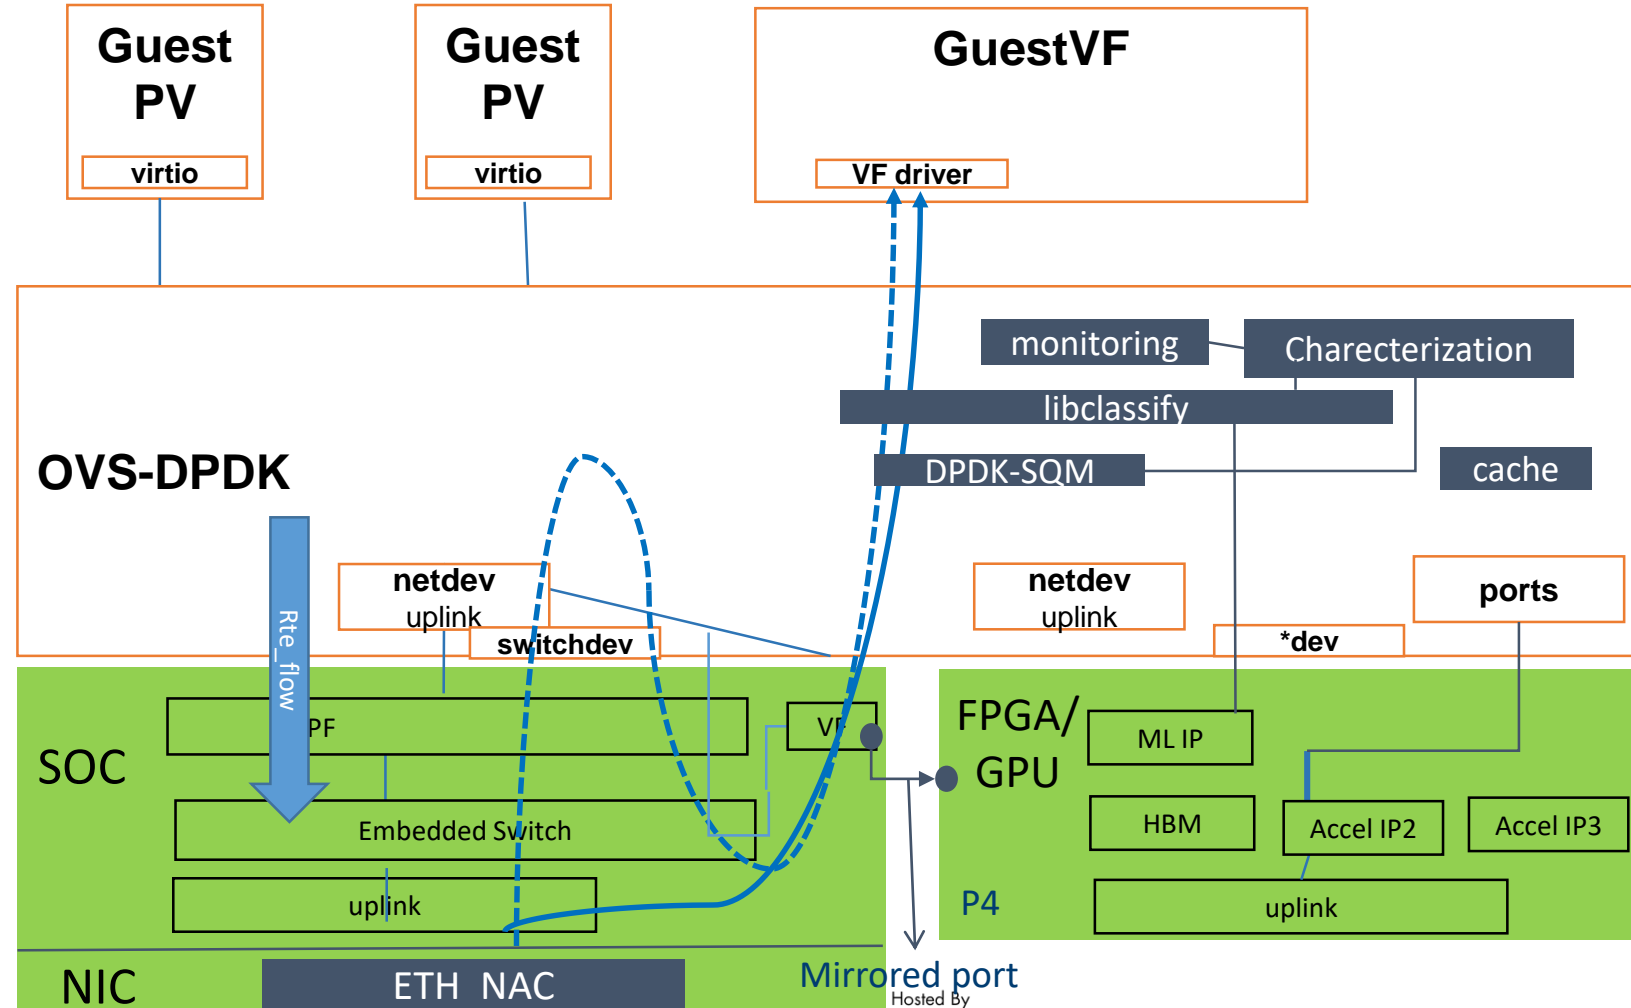 Guest
PV
virtio
Guest
PV
virtio
GuestVF
VF driver
monitoring
Charecterization
libclassify
DPDK-SQM
cache
OVS-DPDK
Rte_flow
netdev
uplink
switchdev
netdev
uplink
*dev
ports
SOC
PF
VF
Embedded Switch
uplink
FPGA/
GPU
ML IP
HBM
Accel IP2
Accel IP3
P4
uplink
NIC
ETH NAC
Mirrored port
Hosted By